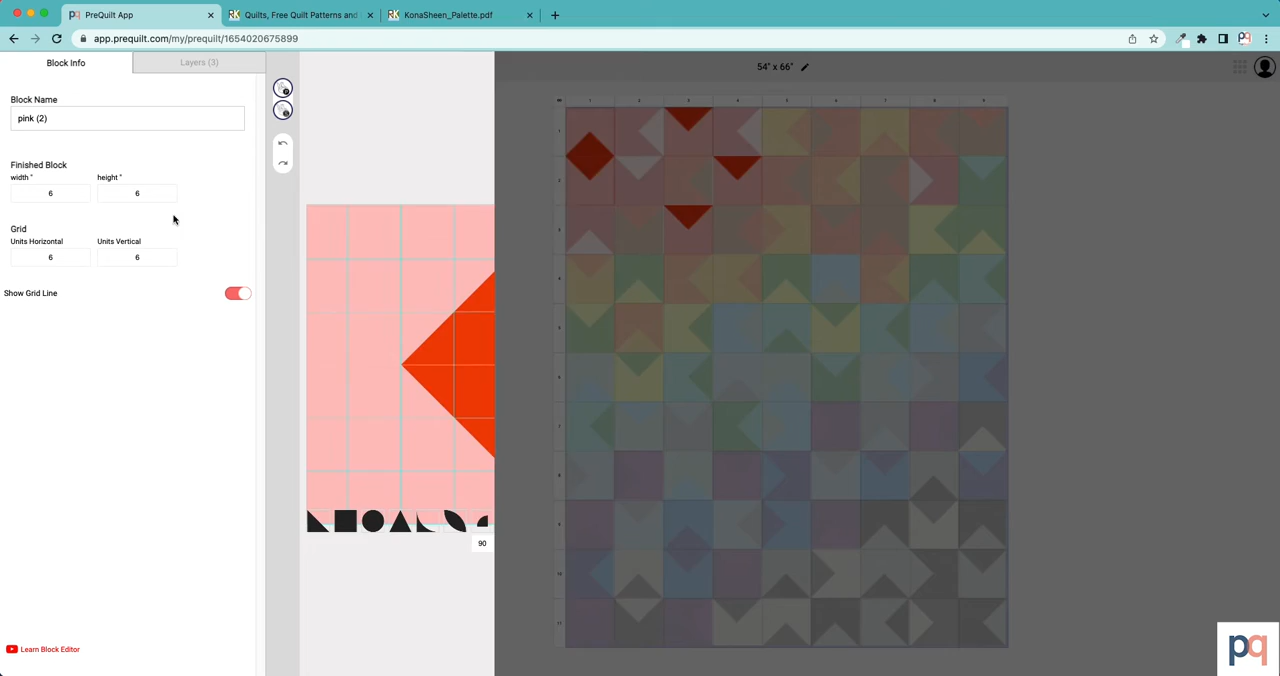 PreQuilt App
Quilts, Free Quilt Patterns and
KonaSheen_Palette.pdf
app.prequilt.com/my/prequilt/1654020675899
Block Info
Layers (3)
54" x 66"
Block Name
pink (2)
Finished Block
width * height *
6 6
Grid
Units Horizontal Units Vertical
6 6
Show Grid Line
90
Learn Block Editor
pq